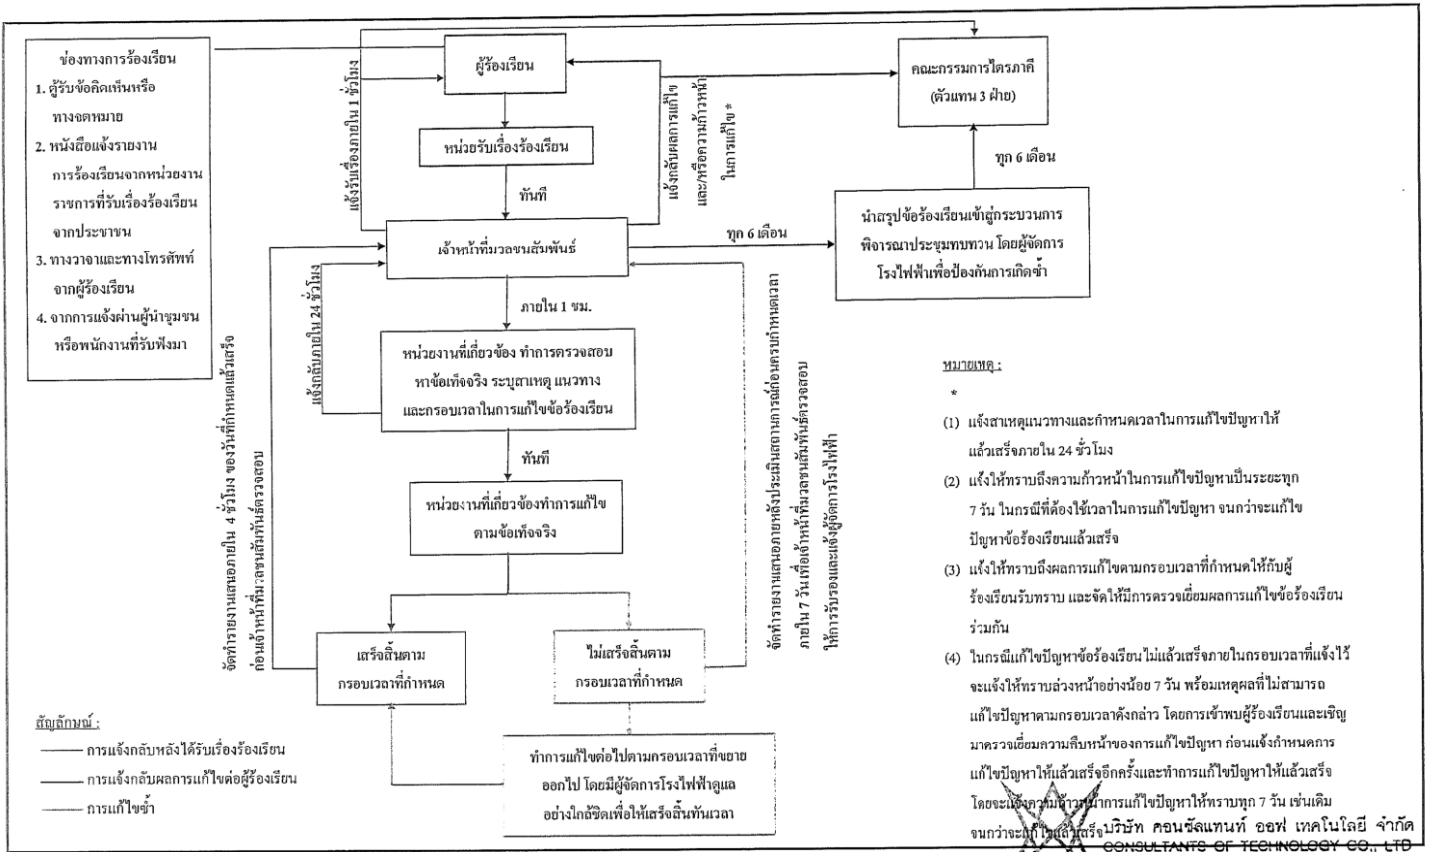 ช่องทางการร้องเรียน
1. ตู้รับข้อคิดเห็นหรือ
ทางจดหมาย
2. หนังสือแจ้งรายงาน
การร้องเรียนจากหน่วยงาน
ราชการที่รับเรื่องร้องเรียน
จากประชาชน
3. ทางวาจาและทางโทรศัพท์
จากผู้ร้องเรียน
4. จากการแจ้งผ่านผู้นำชุมชน
หรือพนักงานที่รับฟังมา
ผู้ร้องเรียน
หน่วยรับเรื่องร้องเรียน
ทันที
เจ้าหน้าที่มวลชนสัมพันธ์
ภายใน 1 ชม.
หน่วยงานที่เกี่ยวข้อง ทำการตรวจสอบ
หาข้อเท็จจริง ระบุสาเหตุ แนวทาง
และกรอบเวลาในการแก้ไขข้อร้องเรียน
ทันที
หน่วยงานที่เกี่ยวข้องทำการแก้ไข
ตามข้อเท็จจริง
เสร็จสิ้นตาม
กรอบเวลาที่กำหนด
ไม่เสร็จสิ้นตาม
กรอบเวลาที่กำหนด
ทำการแก้ไขต่อไปตามกรอบเวลาที่ขยาย
ออกไป โดยมีผู้จัดการโรงไฟฟ้าดูแล
อย่างใกล้ชิดเพื่อให้เสร็จสิ้นทันเวลา
แจ้งรับเรื่องภายใน 1 ชั่วโมง
แจ้งกลับผลการแก้ไข
และ/หรือความก้าวหน้า
ในการแก้ไข *
แจ้งกลับภายใน 24 ชั่วโมง
จัดทำรายงานเสนอภายใน 4 ชั่วโมง ของวันที่กำหนดแล้วเสร็จ
ก่อนเจ้าหน้าที่มวลชนสัมพันธ์ตรวจสอบ
จัดทำรายงานเสนอภายหลังประเมินสถานการณ์ก่อนครบกำหนดเวลา
ภายใน 7 วันเพื่อเจ้าหน้าที่มวลชนสัมพันธ์ตรวจสอบ
ให้การรับรองและแจ้งผู้จัดการโรงไฟฟ้า
คณะกรรมการไตรภาคี
(ตัวแทน 3 ฝ่าย)
ทุก 6 เดือน
ทุก 6 เดือน
นำสรุปข้อร้องเรียนเข้าสู่กระบวนการ
พิจารณาประชุมทบทวน โดยผู้จัดการ
โรงไฟฟ้าเพื่อป้องกันการเกิดซ้ำ
หมายเหตุ :
*
(1) แจ้งสาเหตุแนวทางและกำหนดเวลาในการแก้ไขปัญหาให้
แล้วเสร็จภายใน 24 ชั่วโมง
(2) แจ้งให้ทราบถึงความก้าวหน้าในการแก้ไขปัญหาเป็นระยะทุก
7 วัน ในกรณีที่ต้องใช้เวลาในการแก้ไขปัญหา จนกว่าจะแก้ไข
ปัญหาข้อร้องเรียนแล้วเสร็จ
(3) แจ้งให้ทราบถึงผลการแก้ไขตามกรอบเวลาที่กำหนดให้กับผู้
ร้องเรียนรับทราบ และจัดให้มีการตรวจเยี่ยมผลการแก้ไขข้อร้องเรียน
ร่วมกัน
(4) ในกรณีแก้ไขปัญหาข้อร้องเรียนไม่แล้วเสร็จภายในกรอบเวลาที่แจ้งไว้
จะแจ้งให้ทราบล่วงหน้าอย่างน้อย 7 วัน พร้อมเหตุผลที่ไม่สามารถ
แก้ไขปัญหาตามกรอบเวลาดังกล่าว โดยการเข้าพบผู้ร้องเรียนและเชิญ
มาตรวจเยี่ยมความคืบหน้าของการแก้ไขปัญหา ก่อนแจ้งกำหนดการ
แก้ไขปัญหาให้แล้วเสร็จอีกครั้งและทำการแก้ไขปัญหาให้แล้วเสร็จ
โดยจะแจ้งความก้าวหน้าการแก้ไขปัญหาให้ทราบทุก 7 วัน เช่นเดิม
จนกว่าจะแก้ไขแล้วเสร็จ
สัญลักษณ์ :
การแจ้งกลับหลังได้รับเรื่องร้องเรียน
การแจ้งกลับผลการแก้ไขต่อผู้ร้องเรียน
การแก้ไขซ้ำ
บริษัท คอนซัลแทนท์ ออฟ เทคโนโลยี จำกัด
CONSULTANTS OF TECHNOLOGY CO., LTD